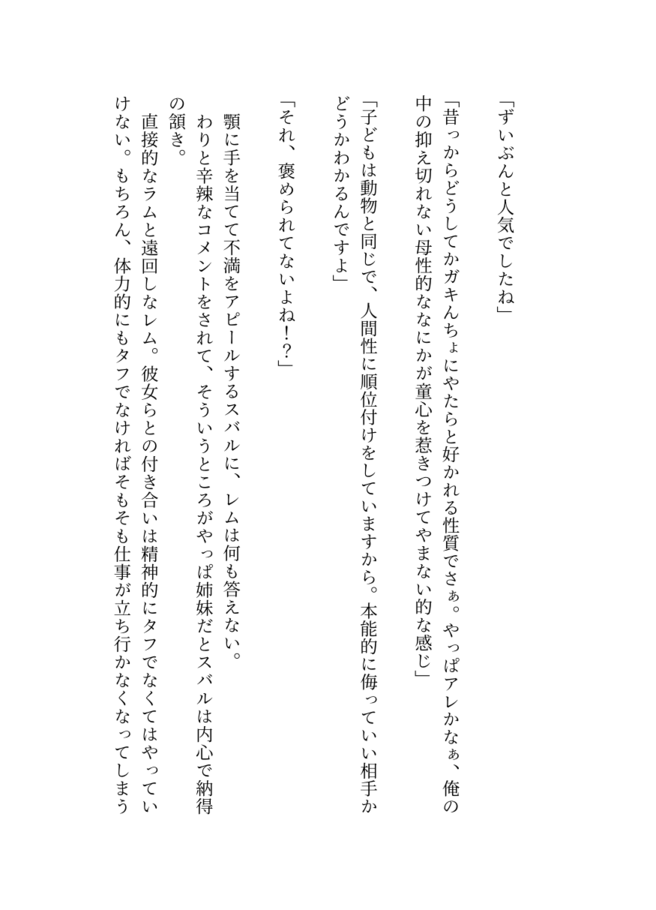 「ずいぶんと人気でしたね」
「昔っからどうしてかガキんちょにやたらと好かれる性質でさぁ。やっぱアレかなぁ、俺の
中の抑え切れない母性的ななにかが童心を惹きつけてやまない的な感じ」
「子どもは動物と同じで、人間性に順位付けをしていますから。本能的に侮っていい相手か
どうかわかるんですよ」
「それ、褒められてないよね！？」
顎に手を当てて不満をアピールするスバルに、レムは何も答えない。
わりと辛辣なコメントをされて、そういうところがやっぱ姉妹だとスバルは内心で納得
の頷き。
直接的なラムと遠回しなレム。彼女らとの付き合いは精神的にタフでなくてはやってい
けない。もちろん、体力的にもタフでなければそもそも仕事が立ち行かなくなってしまう